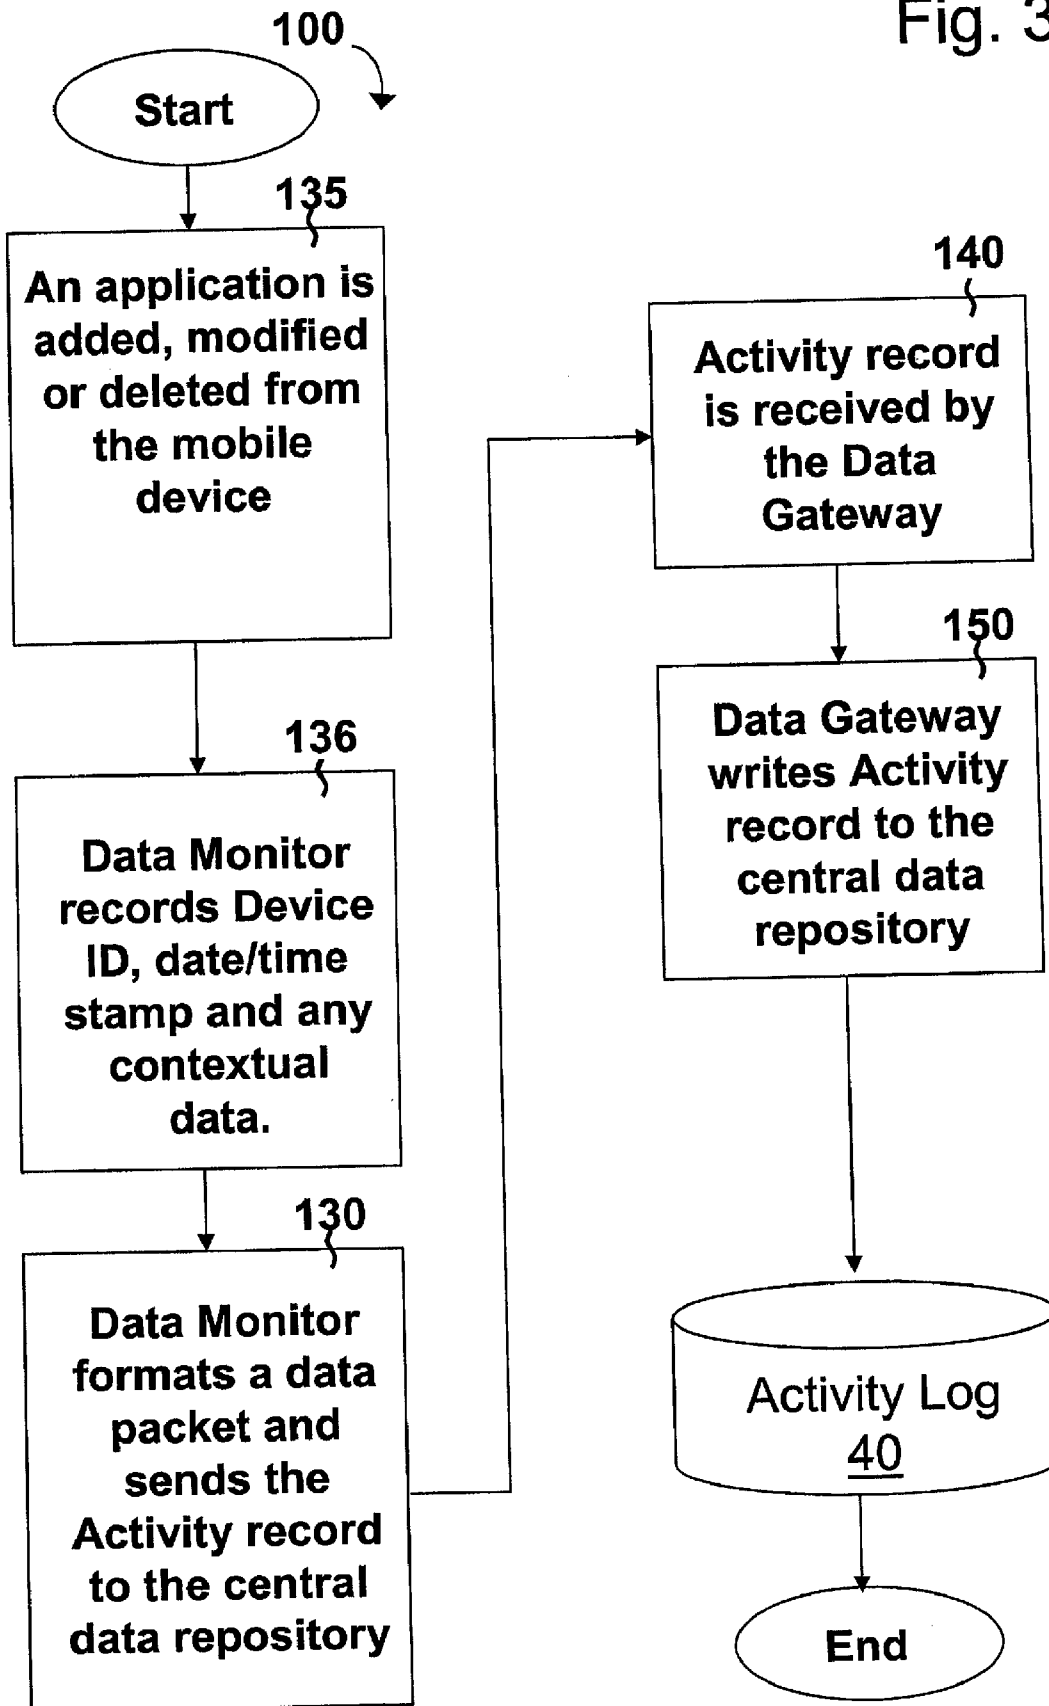 Fig. 3
100
Start
135
An application is
added, modified
or deleted from
the mobile
device
136
Data Monitor
records Device
ID, date/time
stamp and any
contextual
data.
130
Data Monitor
formats a data
packet and
sends the
Activity record
to the central
data repository
140
Activity record
is received by
the Data
Gateway
150
Data Gateway
writes Activity
record to the
central data
repository
Activity Log
40
End